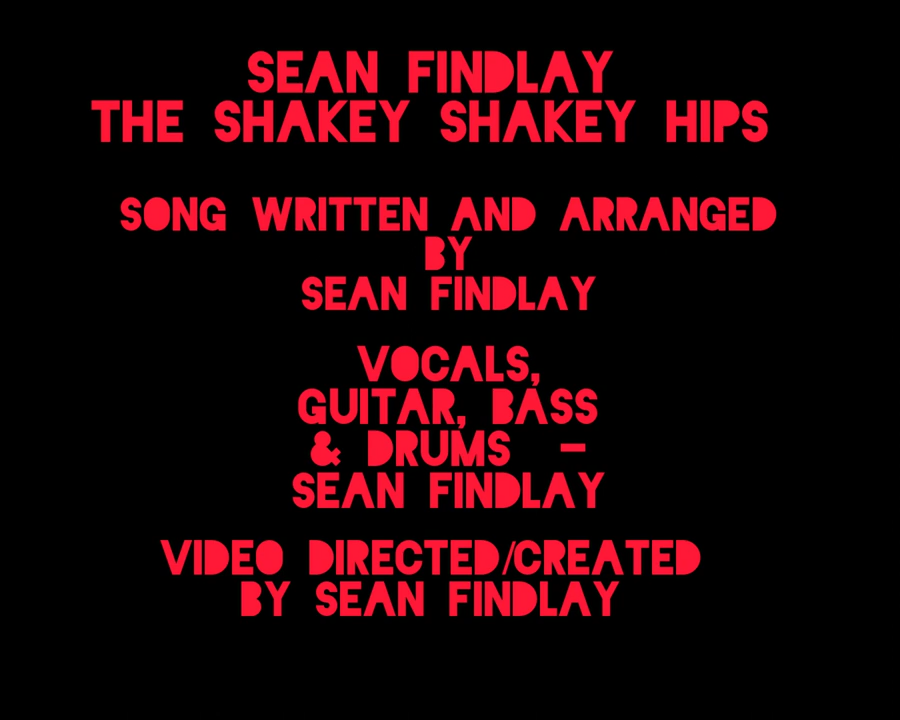 SEAN FINDLAY
THE SHAKEY SHAKEY HIPS
SONG WRITTEN AND ARRANGED
BY
SEAN FINDLAY
VOCALS,
GUITAR, BASS
& DRUMS –
SEAN FINDLAY
VIDEO DIRECTED/CREATED
BY SEAN FINDLAY